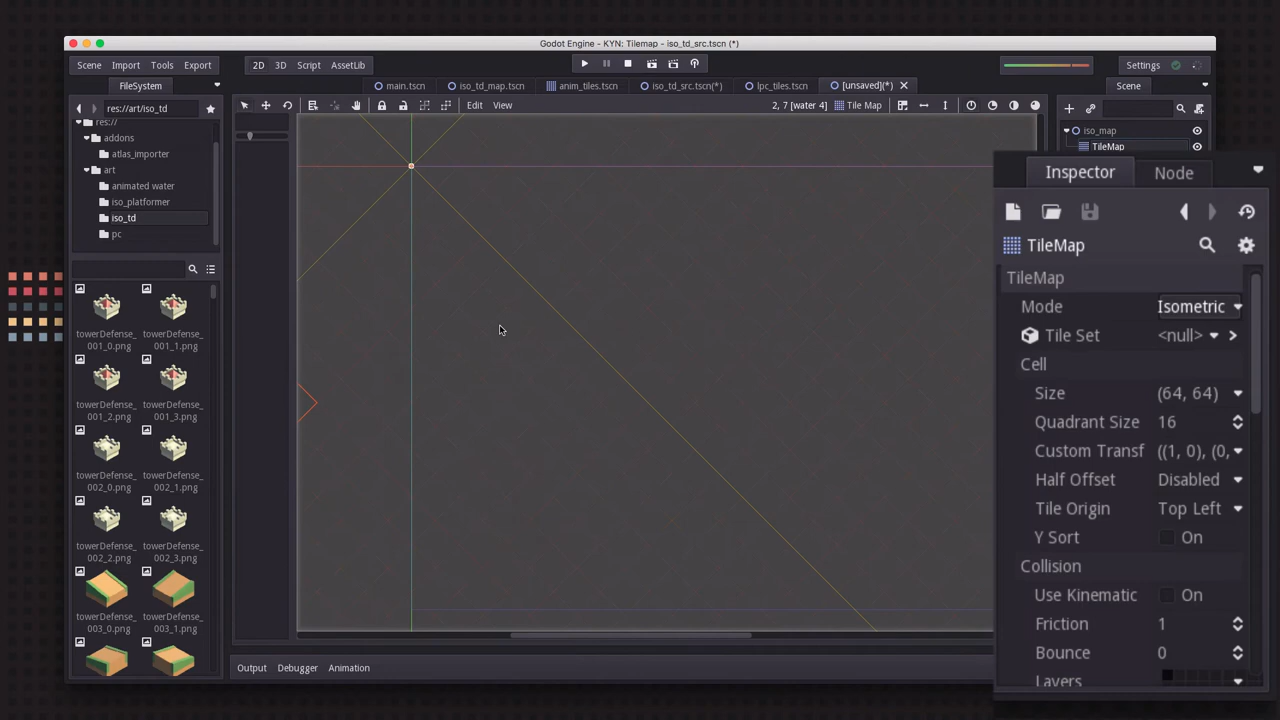 Godot Engine - KYN: Tilemap - iso_td_src.tscn (*)
Scene Import Tools Export 2D 3D Script AssetLib Settings
FileSystem main.tscn iso_td_map.tscn anim_tiles.tscn iso_td_src.tscn(*) lpc_tiles.tscn [unsaved](*) Scene
res://art/iso_td Edit View 2, 7 [water 4] Tile Map
res://
addons
atlas_importer
art
animated water
iso_platformer
iso_td
pc
towerDefense_
001_0.png
towerDefense_
001_1.png
towerDefense_
001_2.png
towerDefense_
001_3.png
towerDefense_
002_0.png
towerDefense_
002_1.png
towerDefense_
002_2.png
towerDefense_
002_3.png
towerDefense_
003_0.png
towerDefense_
003_1.png
Output Debugger Animation
iso_map
TileMap
Inspector Node
TileMap
TileMap
Mode Isometric
Tile Set <null>
Cell
Size (64, 64)
Quadrant Size 16
Custom Transf ((1, 0), (0,
Half Offset Disabled
Tile Origin Top Left
Y Sort On
Collision
Use Kinematic On
Friction 1
Bounce 0
Layers